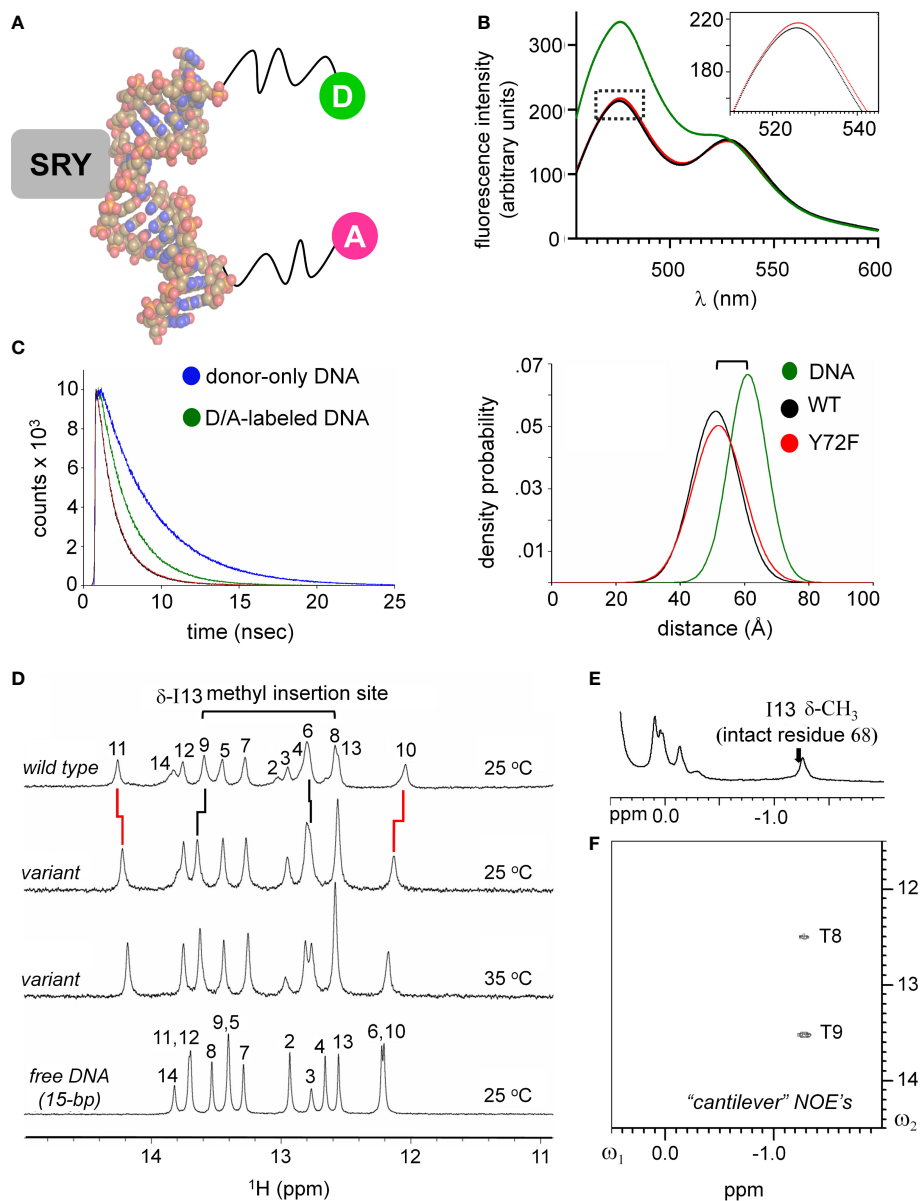 A
SRY
D
A
B
fluorescence intensity
(arbitrary units)
300
200
100
0
500
550
600
λ (nm)
220
180
520
540
C
counts x 10³
10
8
6
4
2
0
0
5
10
15
20
25
time (nsec)
donor-only DNA
D/A-labeled DNA
density probability
.07
.05
.03
.01
0
20
40
60
80
100
distance (Å)
DNA
WT
Y72F
D
δ-I13 methyl insertion site
11
14
12
9
5
7
2
3
4
6
8
13
10
wild type
25 °C
variant
25 °C
variant
35 °C
free DNA
(15-bp)
14
11,12
8
9,5
7
2
3
4
13
6,10
25 °C
14
13
12
11
¹H (ppm)
E
I13 δ-CH₃
(intact residue 68)
ppm
0.0
-1.0
F
T8
T9
"cantilever" NOE's
12
13
14
ω₂
ω₁
0.0
-1.0
ppm